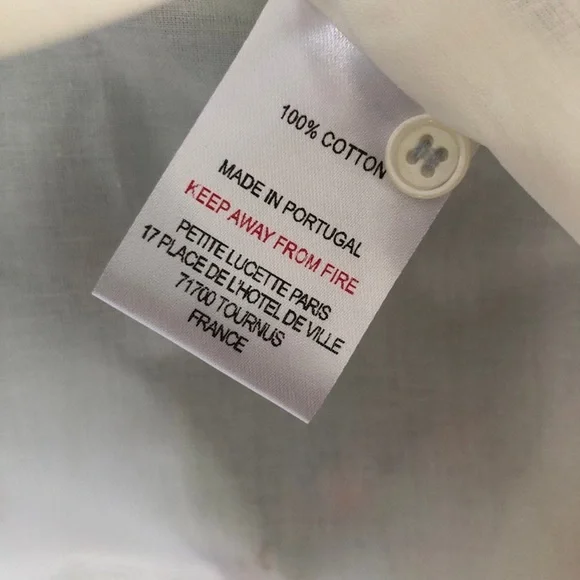 100% COTTON
MADE IN PORTUGAL
KEEP AWAY FROM FIRE
PETITE LUCETTE PARIS
17 PLACE DE L'HOTEL DE VILLE
71700 TOURNUS
FRANCE